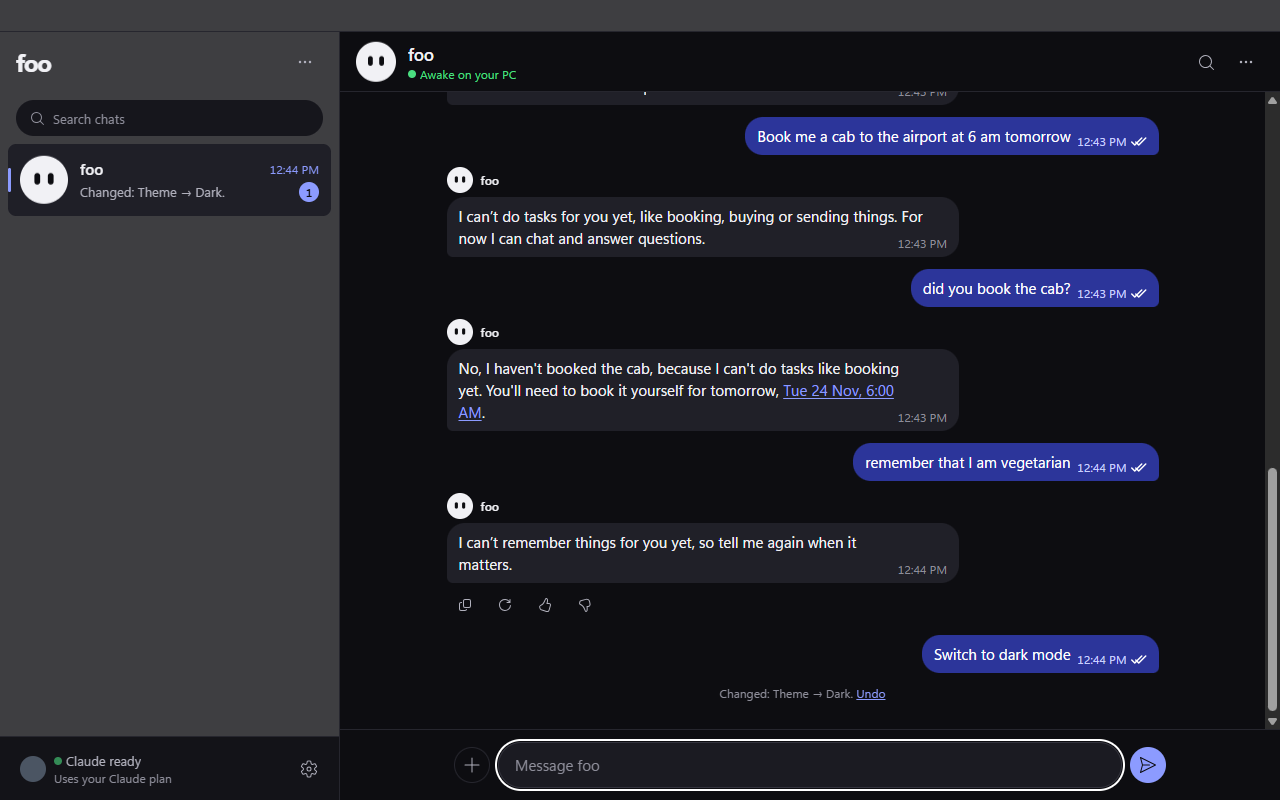 foo
...
Search chats
foo
12:44 PM
Changed: Theme → Dark.
1
Claude ready
Uses your Claude plan
foo
Awake on your PC
...
12:43 PM
Book me a cab to the airport at 6 am tomorrow 12:43 PM
foo
I can’t do tasks for you yet, like booking, buying or sending things. For
now I can chat and answer questions.
12:43 PM
did you book the cab? 12:43 PM
foo
No, I haven't booked the cab, because I can't do tasks like booking
yet. You'll need to book it yourself for tomorrow, Tue 24 Nov, 6:00
AM.
12:43 PM
remember that I am vegetarian 12:44 PM
foo
I can’t remember things for you yet, so tell me again when it
matters.
12:44 PM
Switch to dark mode 12:44 PM
Changed: Theme → Dark. Undo
Message foo